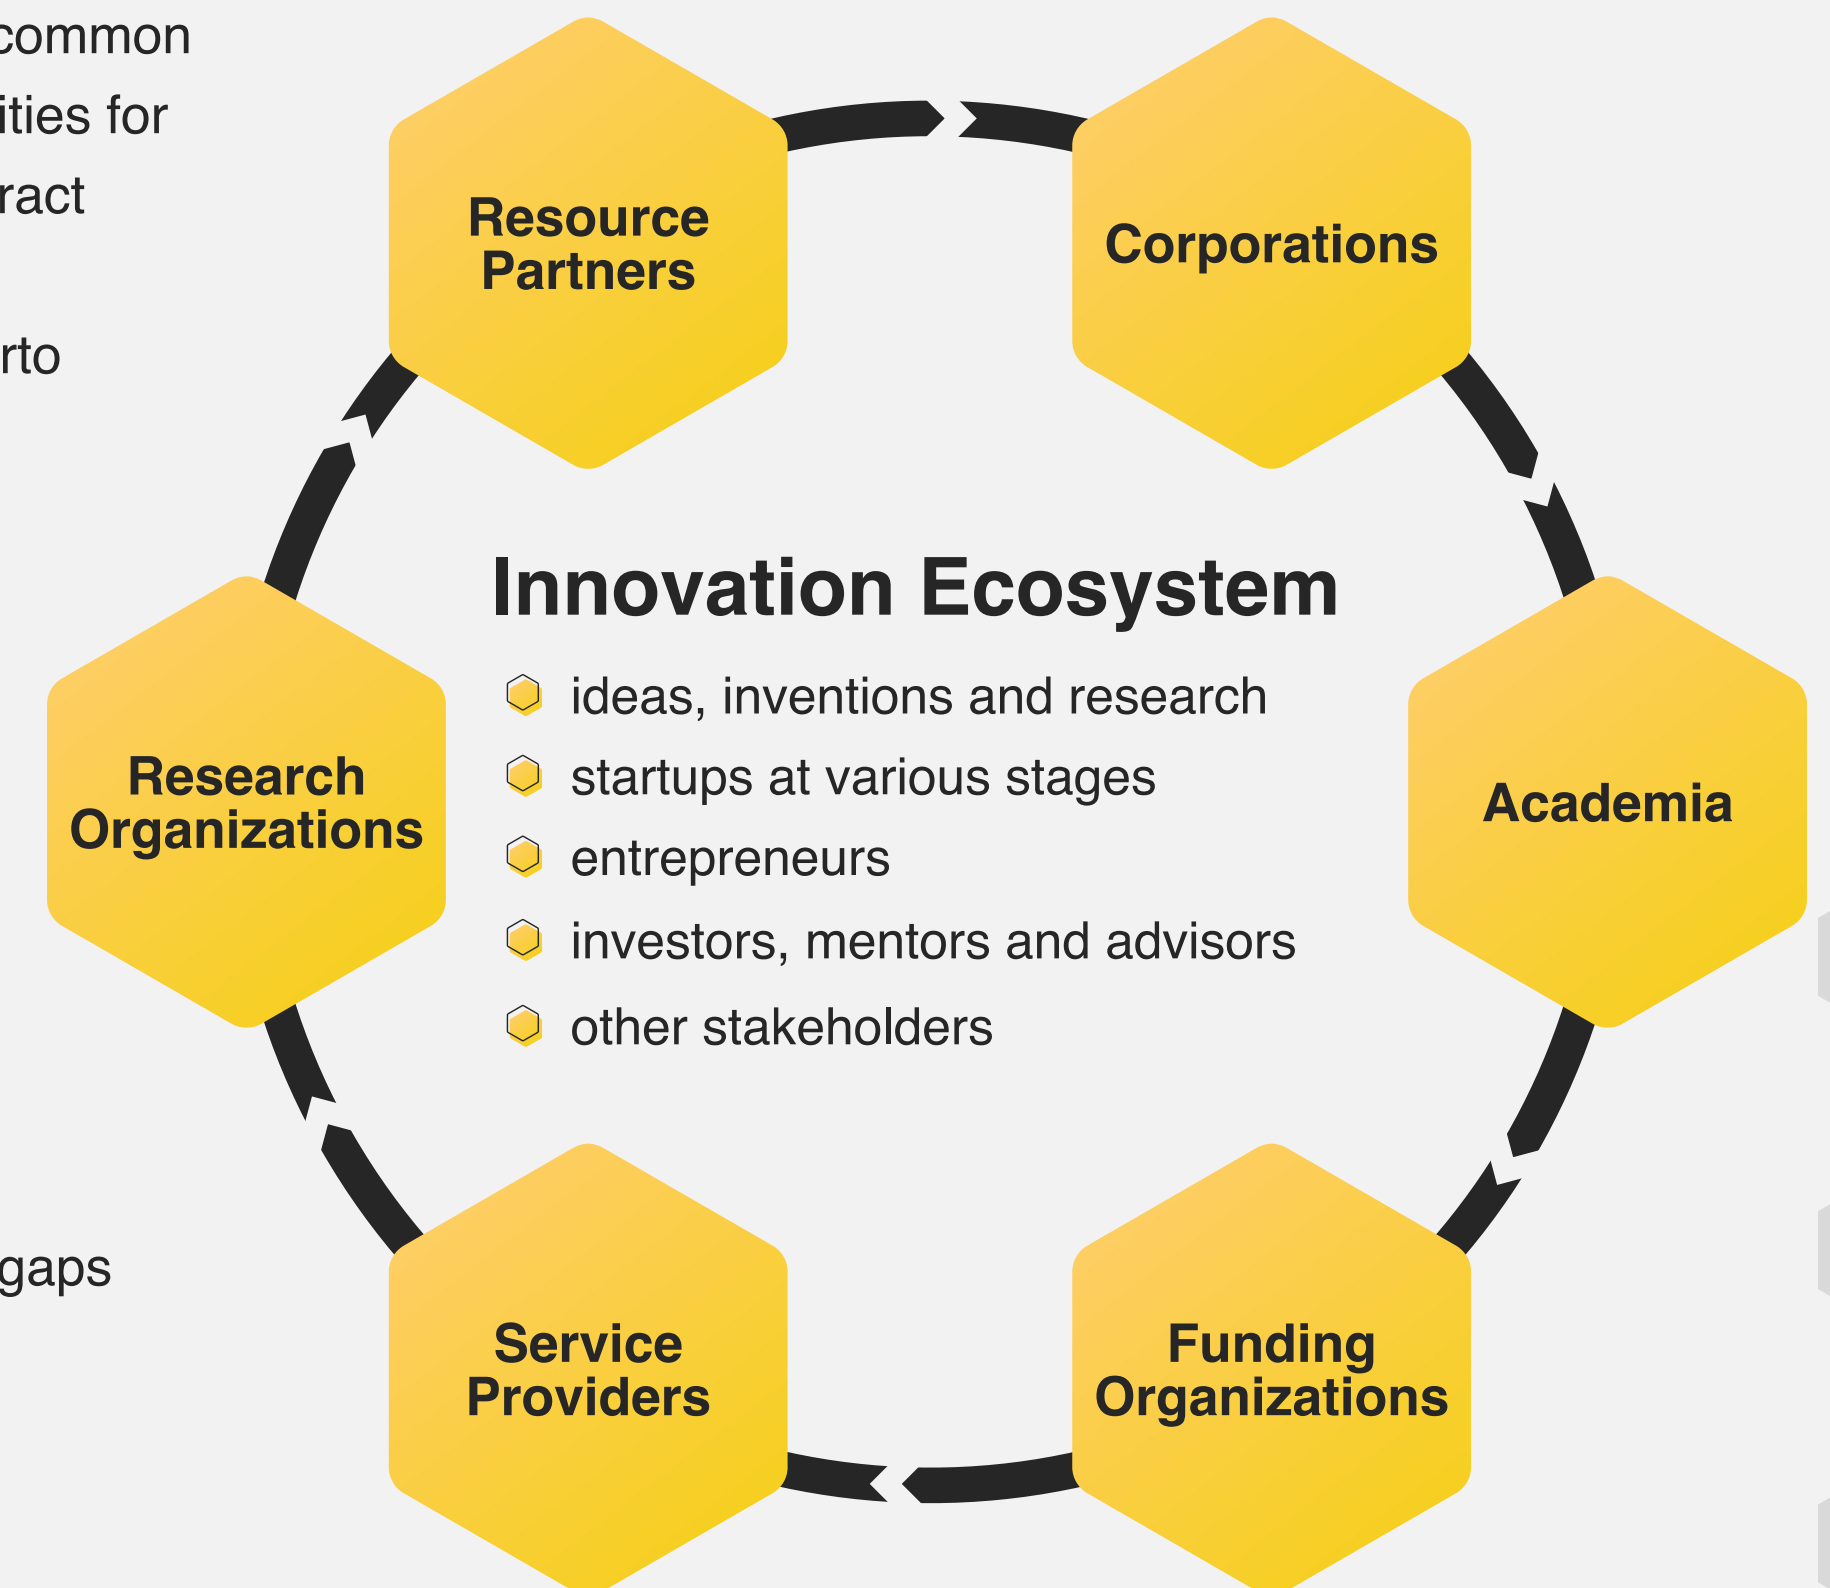 common
ities for
ract
rto
gaps
Resource
Partners
Corporations
Innovation Ecosystem
ideas, inventions and research
startups at various stages
entrepreneurs
investors, mentors and advisors
other stakeholders
Research
Organizations
Academia
Service
Providers
Funding
Organizations